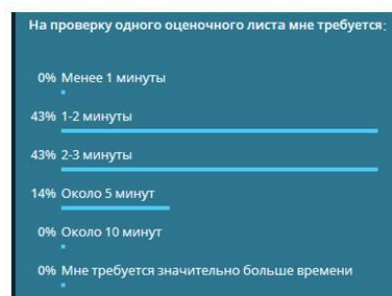 На проверку одного оценочного листа мне требуется:
0% Менее 1 минуты
43% 1-2 минуты
43% 2-3 минуты
14% Около 5 минут
0% Около 10 минут
0% Мне требуется значительно больше времени